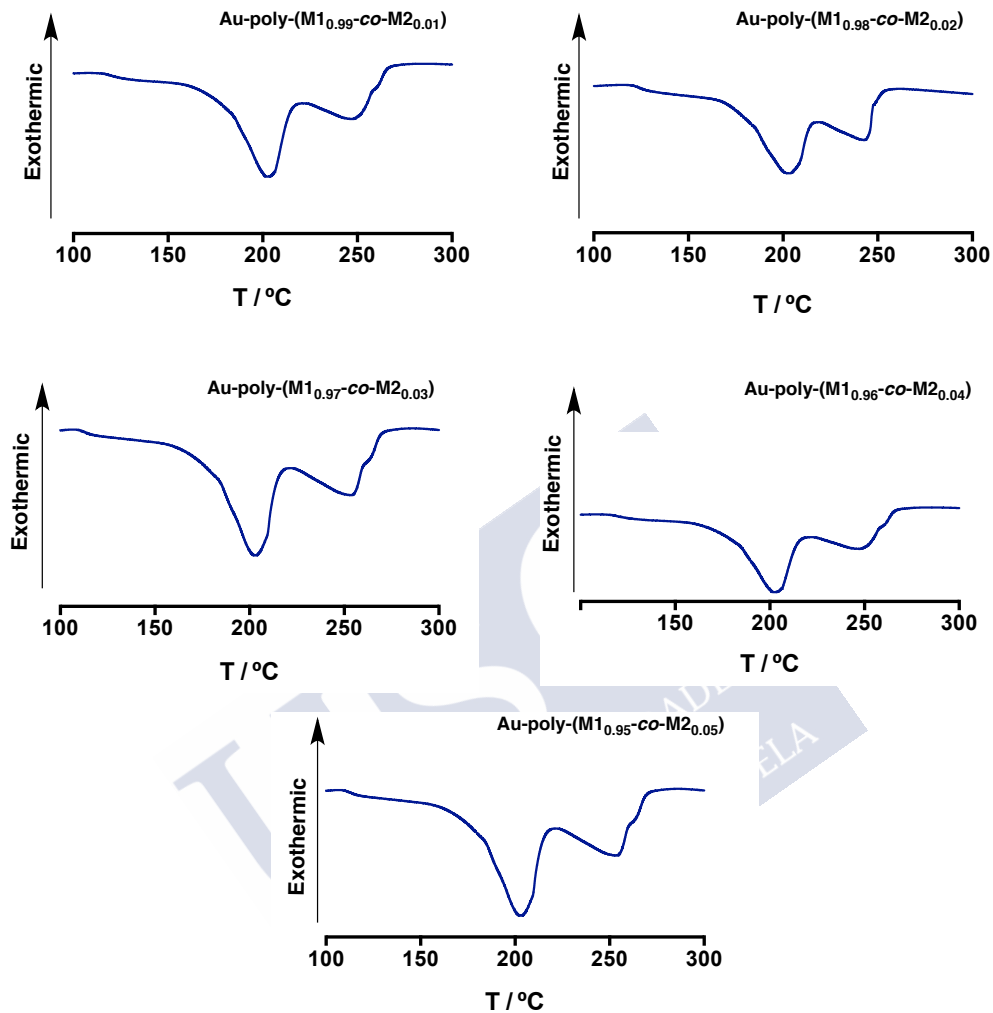 Au-poly-(M1₀.₉₉-co-M2₀.₀₁)
Exothermic
100 150 200 250 300
T / ºC
Au-poly-(M1₀.₉₈-co-M2₀.₀₂)
Exothermic
100 150 200 250 300
T / ºC
Au-poly-(M1₀.₉₇-co-M2₀.₀₃)
Exothermic
100 150 200 250 300
T / ºC
Au-poly-(M1₀.₉₆-co-M2₀.₀₄)
Exothermic
150 200 250 300
T / ºC
Au-poly-(M1₀.₉₅-co-M2₀.₀₅)
Exothermic
100 150 200 250 300
T / ºC